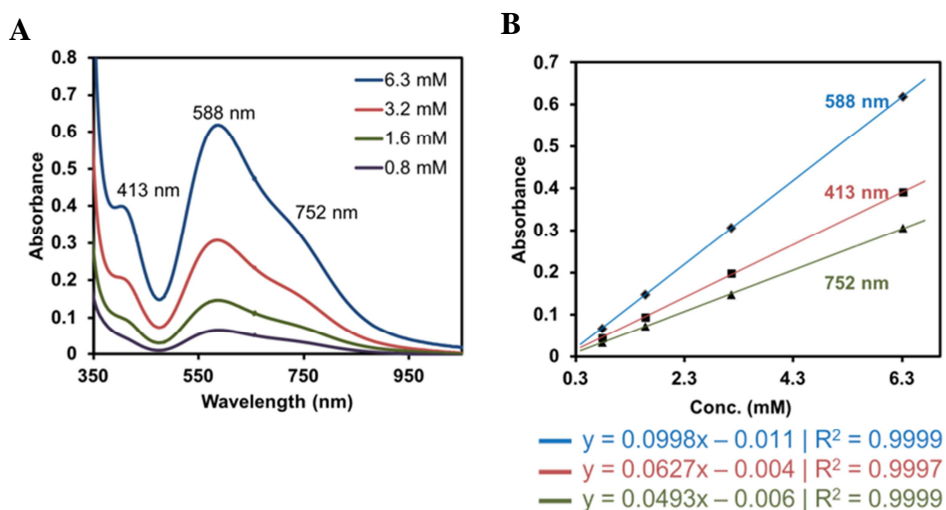 A
0.8
0.7
0.6
0.5
0.4
0.3
0.2
0.1
0
350
550
750
950
Absorbance
Wavelength (nm)
413 nm
588 nm
752 nm
6.3 mM
3.2 mM
1.6 mM
0.8 mM
B
0.7
0.6
0.5
0.4
0.3
0.2
0.1
0
0.3
2.3
4.3
6.3
Absorbance
Conc. (mM)
588 nm
413 nm
752 nm
y = 0.0998x – 0.011 | R² = 0.9999
y = 0.0627x – 0.004 | R² = 0.9997
y = 0.0493x – 0.006 | R² = 0.9999